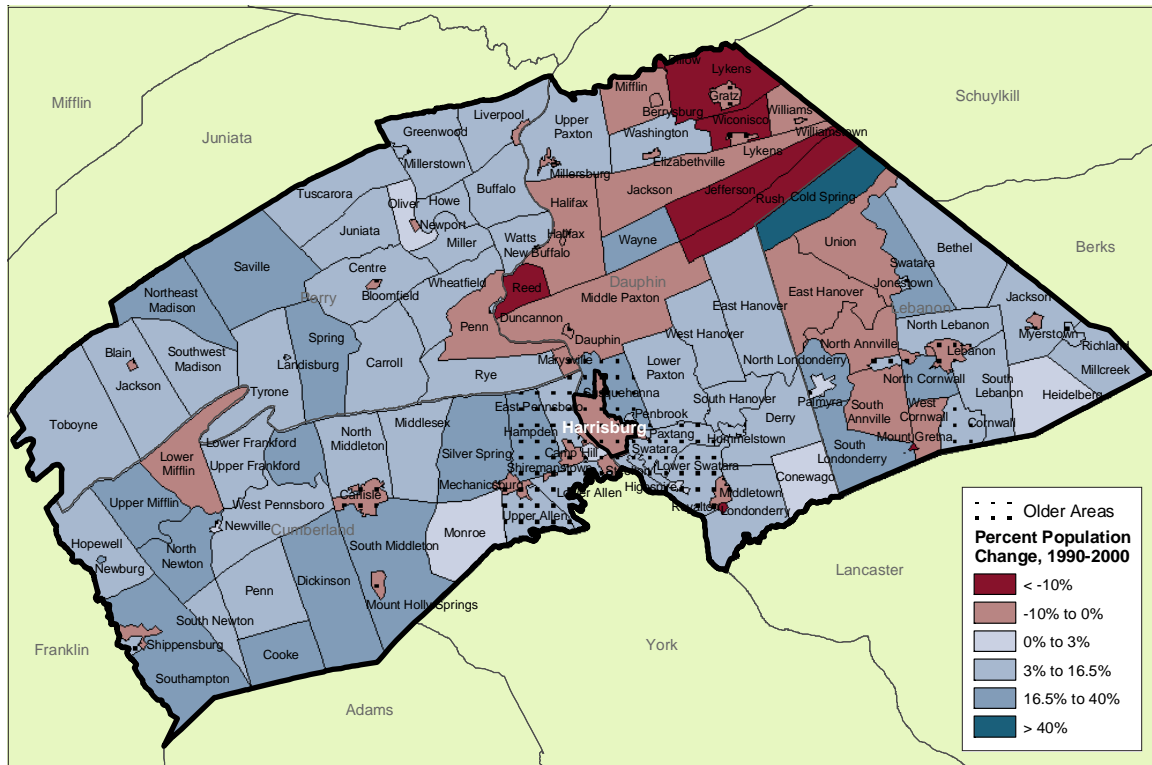 Mifflin
Juniata
Schuylkill
Berks
Lancaster
York
Adams
Franklin
Perry
Dauphin
Lebanon
Cumberland
Lykens
Mifflin
Gratz
Berrysburg
Wiconisco
Williams
Williamstown
Liverpool
Upper
Paxton
Greenwood
Washington
Lykens
Elizabethville
Millerstown
Millersburg
Tuscarora
Buffalo
Jackson
Jefferson
Rush
Cold Spring
Oliver
Howe
Halifax
Newport
Juniata
Miller
Watts
Halifax
Wayne
New Buffalo
Union
Bethel
Swatara
Saville
Centre
Wheatfield
Bloomfield
Reed
Middle Paxton
East Hanover
East Hanover
Jonestown
Jackson
Northeast
Madison
Penn
Duncannon
Spring
West Hanover
North Lebanon
Myerstown
Richland
Millcreek
Dauphin
North Annville
Lebanon
Blain
Southwest
Madison
Landisburg
Carroll
Marysville
Lower
Paxton
North Londonderry
North Cornwall
Jackson
Rye
Susquehanna
Palmyra
South
Lebanon
Heidelberg
Toboyne
Tyrone
East Pennsboro
Penbrook
South Hanover
Derry
South
Annville
West
Cornwall
Cornwall
Middlesex
Hampden
Harrisburg
Paxtang
Hummelstown
Mount Gretna
Lower Frankford
North
Middleton
Camp Hill
Swatara
South
Londonderry
Lower
Mifflin
Upper Frankford
Silver Spring
Shiremanstown
Steelton
Lower Swatara
Mechanicsburg
Lower Allen
Highspire
Conewago
Upper Mifflin
West Pennsboro
Carlisle
Middletown
Royalton
Londonderry
Newville
Upper Allen
Monroe
Hopewell
North
Newton
South Middleton
Newburg
Dickinson
Penn
Mount Holly Springs
South Newton
Shippensburg
Cooke
Southampton
Older Areas
Percent Population
Change, 1990-2000
< -10%
-10% to 0%
0% to 3%
3% to 16.5%
16.5% to 40%
> 40%